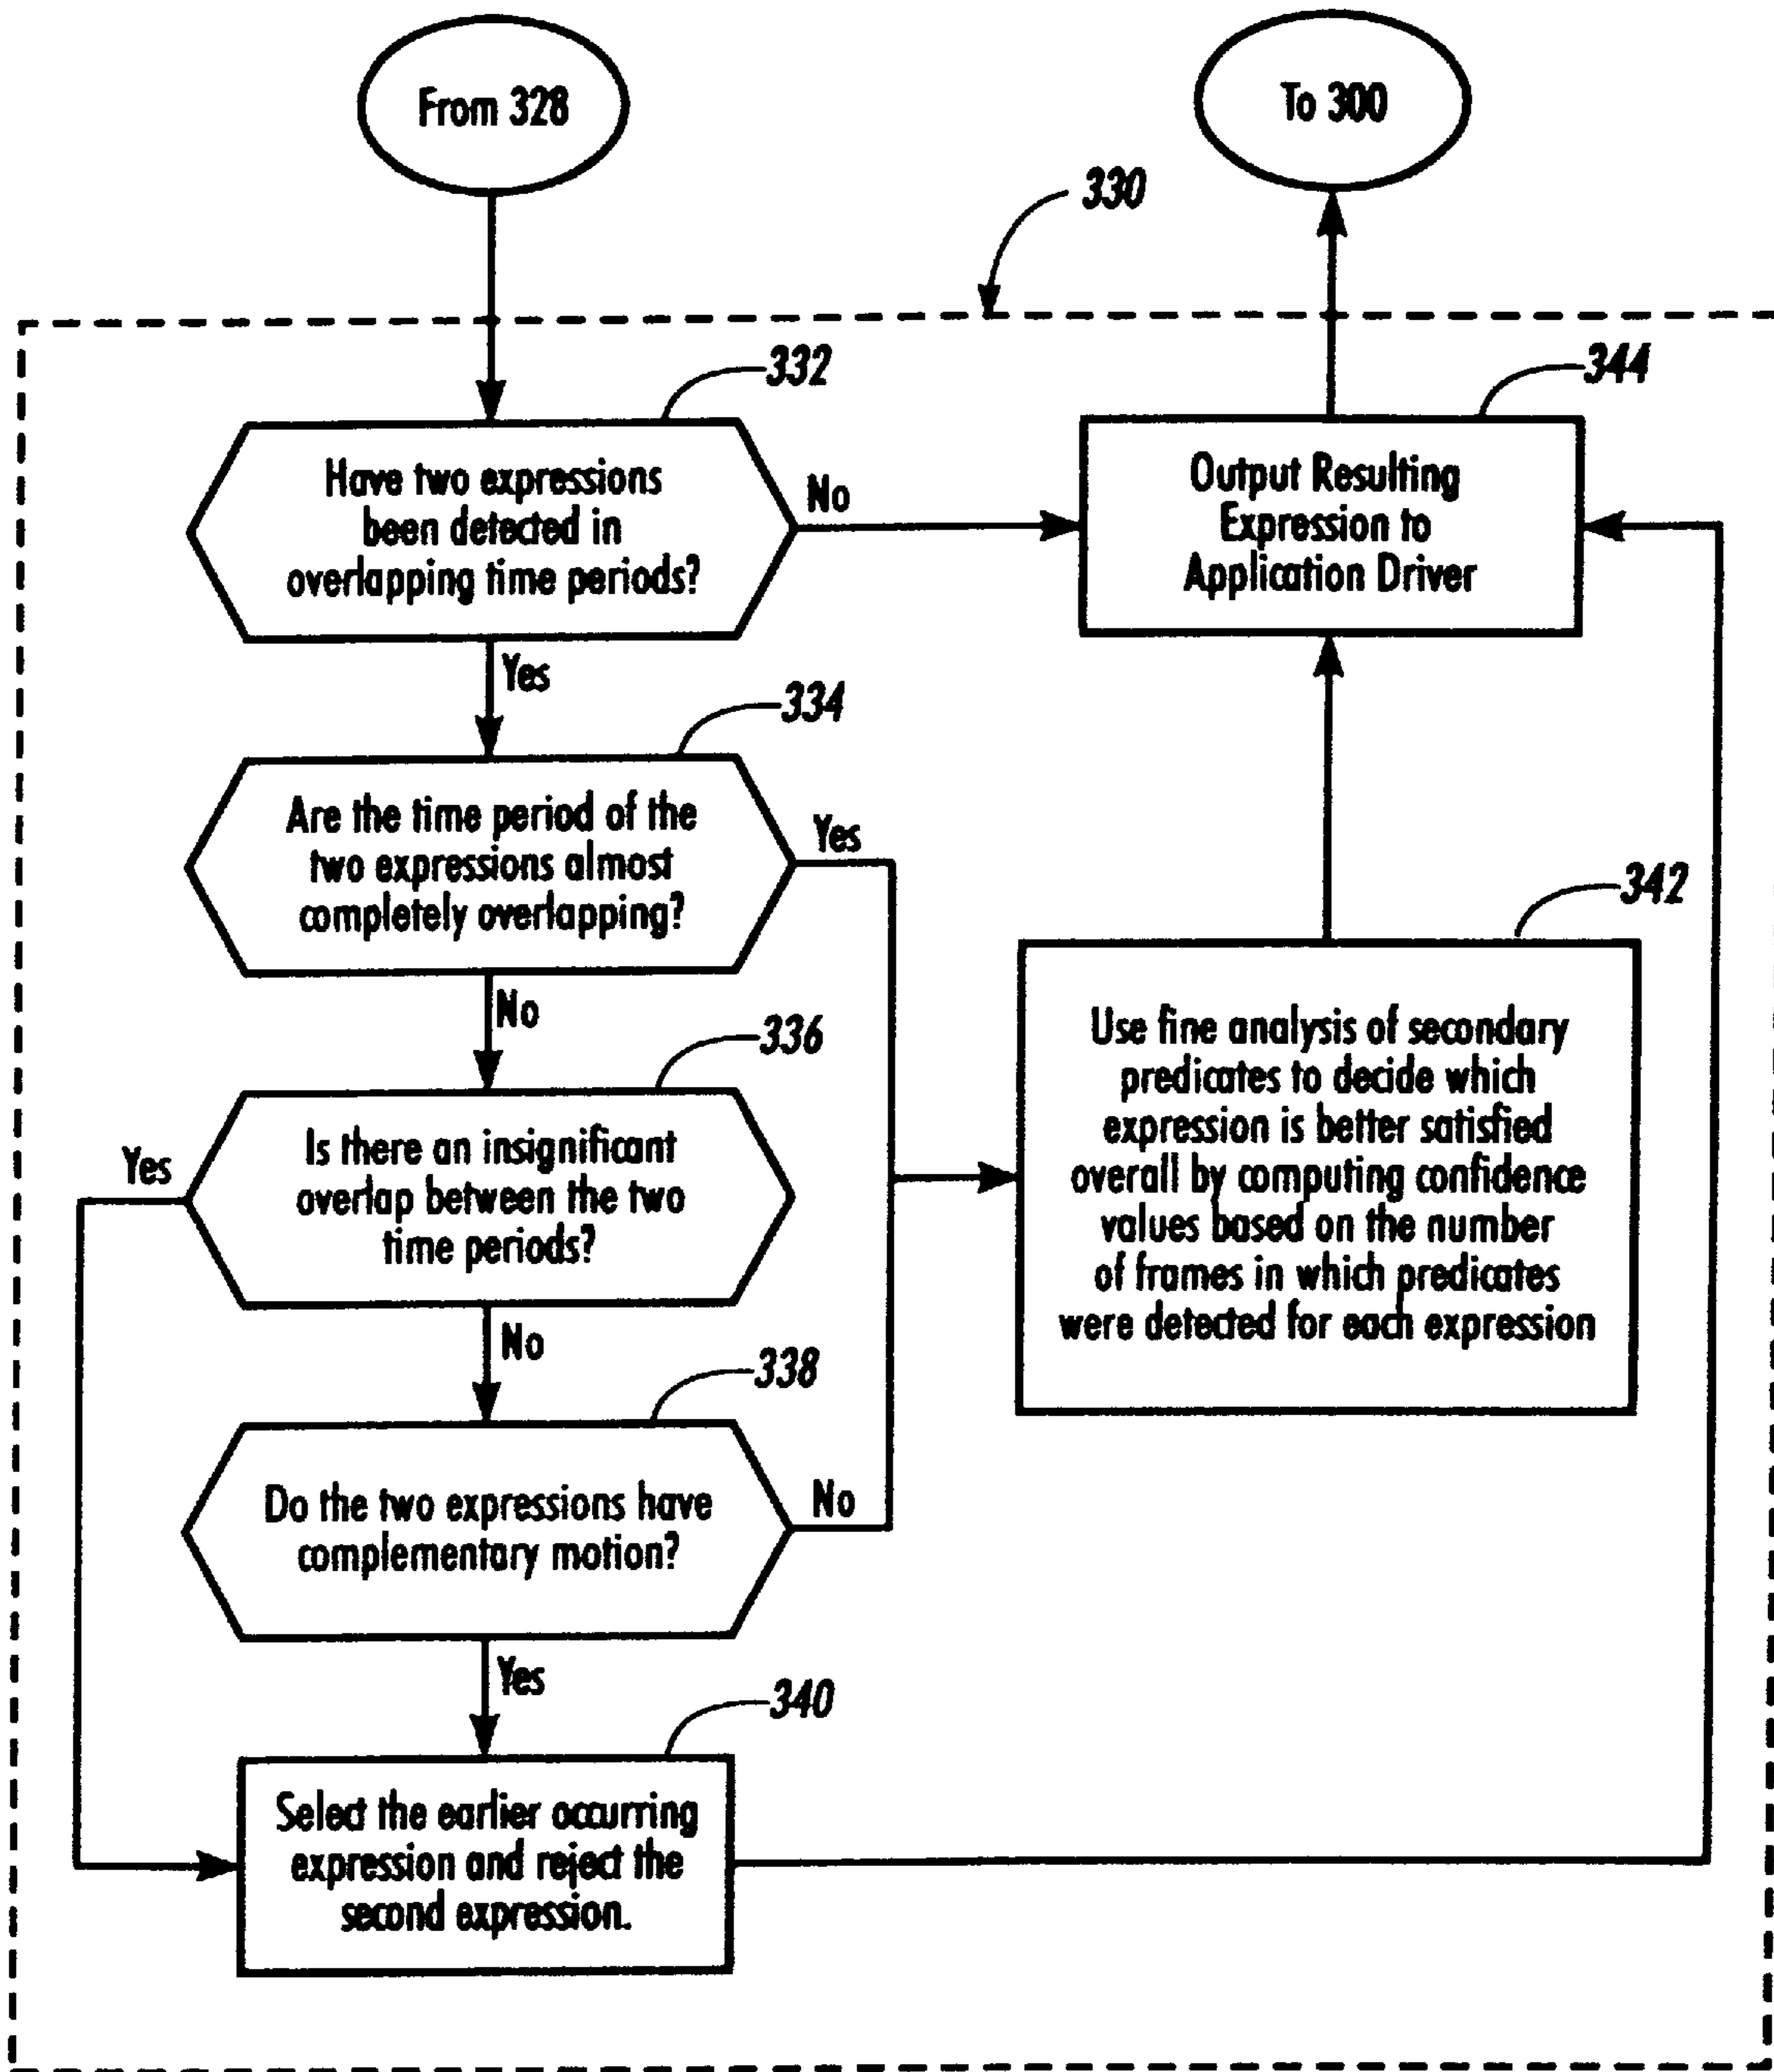 From 328
To 300
330
332
Have two expressions
been detected in
overlapping time periods?
No
Yes
344
Output Resulting
Expression to
Application Driver
334
Are the time period of the
two expressions almost
completely overlapping?
Yes
No
342
Use fine analysis of secondary
predicates to decide which
expression is better satisfied
overall by computing confidence
values based on the number
of frames in which predicates
were detected for each expression
336
Is there an insignificant
overlap between the two
time periods?
Yes
No
338
Do the two expressions have
complementary motion?
No
Yes
340
Select the earlier occurring
expression and reject the
second expression.